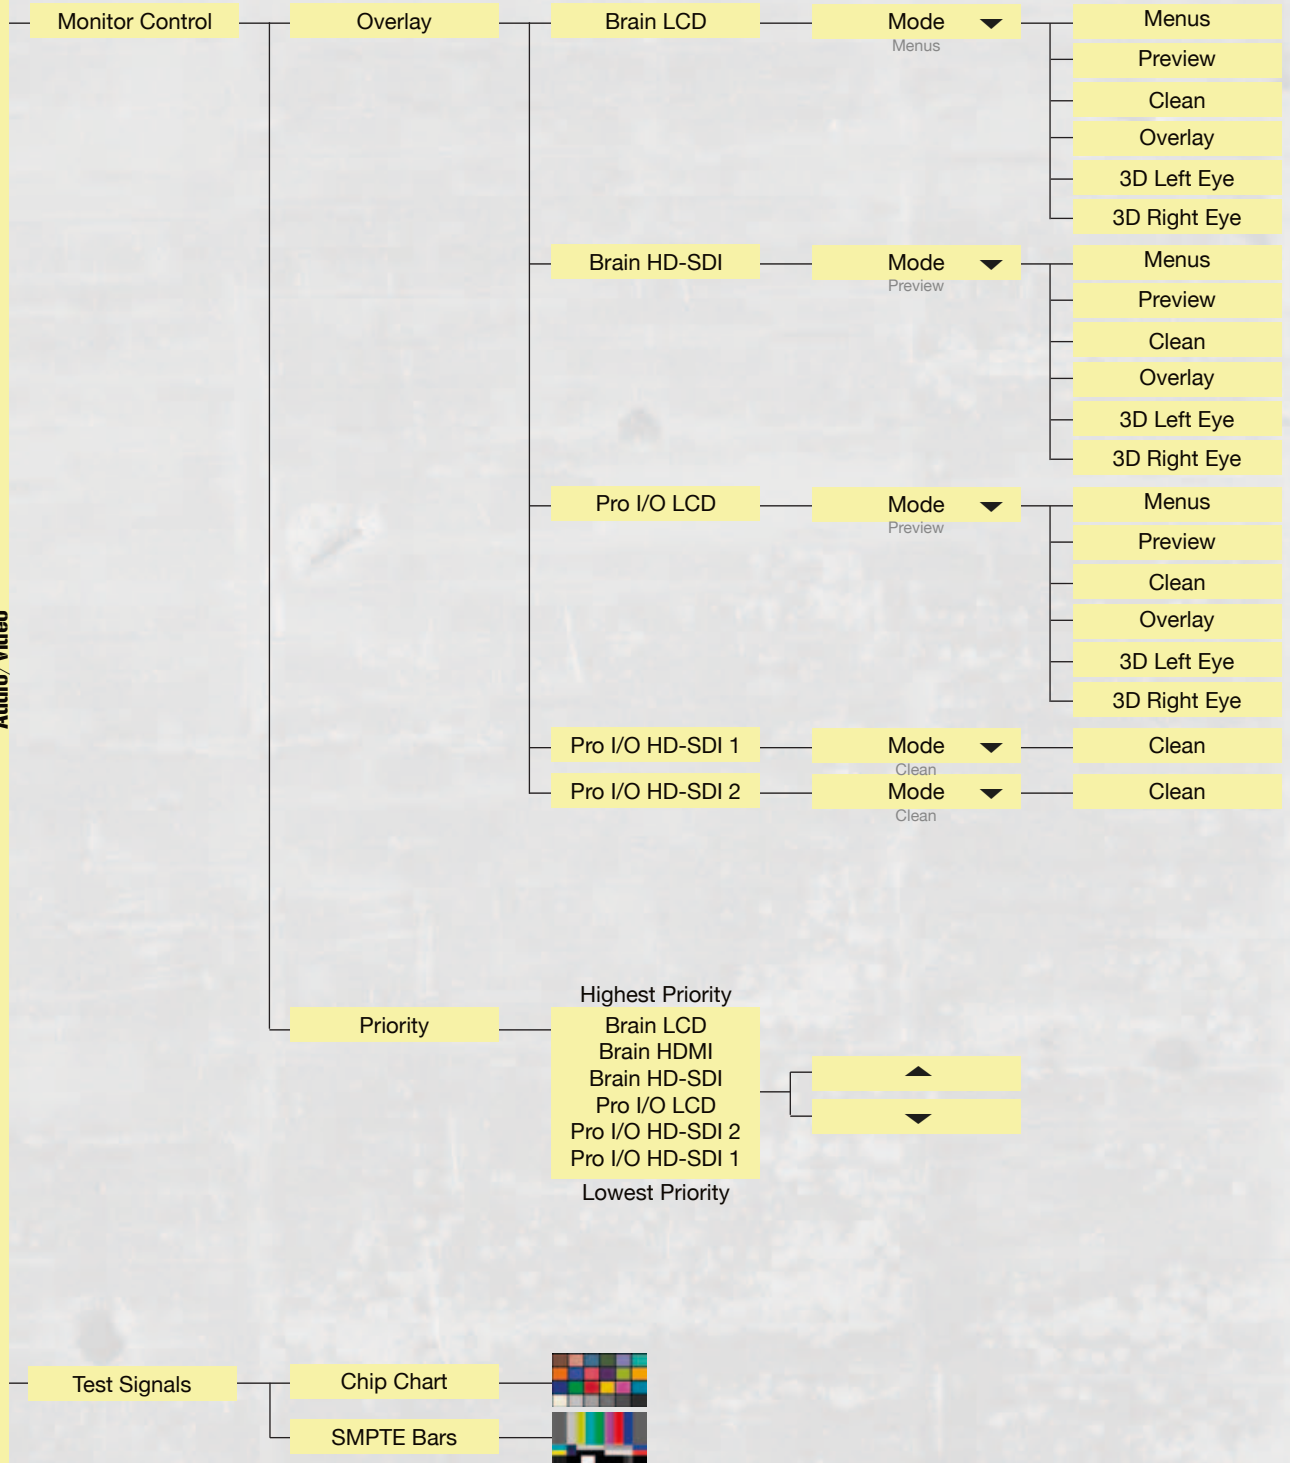 Monitor Control
Overlay
Brain LCD
Mode
Menus
Menus
Preview
Clean
Overlay
3D Left Eye
3D Right Eye
Brain HD-SDI
Mode
Preview
Menus
Preview
Clean
Overlay
3D Left Eye
3D Right Eye
Pro I/O LCD
Mode
Preview
Menus
Preview
Clean
Overlay
3D Left Eye
3D Right Eye
Audio/Video
Pro I/O HD-SDI 1
Mode
Clean
Clean
Pro I/O HD-SDI 2
Mode
Clean
Clean
Priority
Highest Priority
Brain LCD
Brain HDMI
Brain HD-SDI
Pro I/O LCD
Pro I/O HD-SDI 2
Pro I/O HD-SDI 1
Lowest Priority
Test Signals
Chip Chart
SMPTE Bars